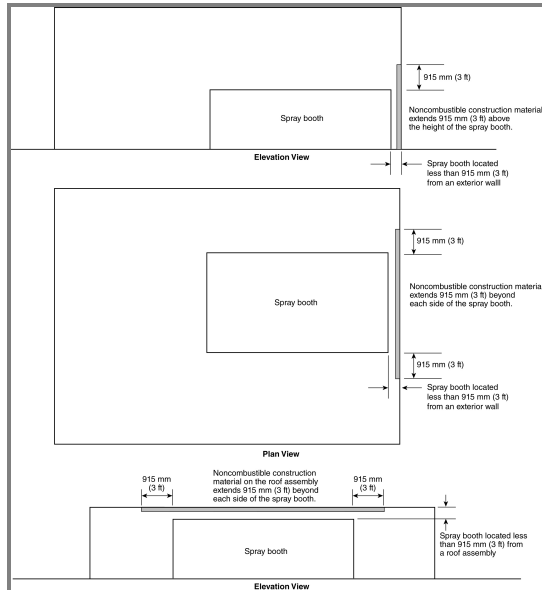 915 mm (3 ft)
Noncombustible construction material
extends 915 mm (3 ft) above
the height of the spray booth.
Spray booth
Elevation View
Spray booth located
less than 915 mm (3 ft)
from an exterior walll
915 mm (3 ft)
Noncombustible construction material
extends 915 mm (3 ft) beyond
each side of the spray booth.
Spray booth
915 mm (3 ft)
Spray booth located
less than 915 mm (3 ft)
from an exterior wall
Plan View
915 mm
(3 ft)
Noncombustible construction
material on the roof assembly
extends 915 mm (3 ft) beyond
each side of the spray booth.
915 mm
(3 ft)
Spray booth located less
than 915 mm (3 ft) from
a roof assembly
Spray booth
Elevation View